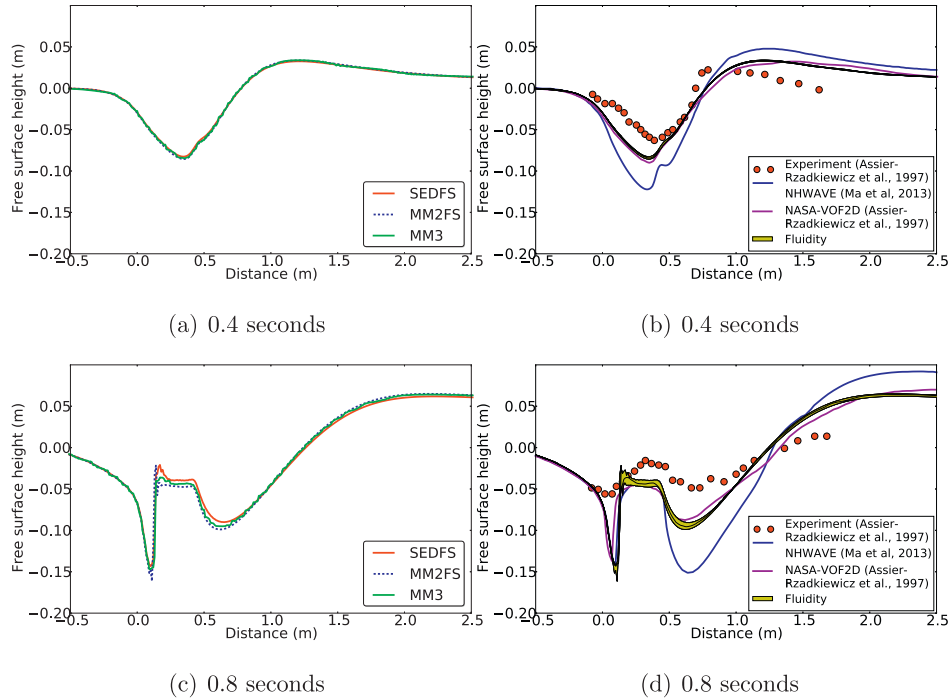 Free surface height (m)
0.05
0.00
−0.05
−0.10
−0.15
−0.20
−0.5
0.0
0.5
1.0
1.5
2.0
2.5
Distance (m)
SEDFS
MM2FS
MM3
(a) 0.4 seconds
Free surface height (m)
0.05
0.00
−0.05
−0.10
−0.15
−0.20
−0.5
0.0
0.5
1.0
1.5
2.0
2.5
Distance (m)
Experiment (Assier-
Rzadkiewicz et al., 1997)
NHWAVE (Ma et al, 2013)
NASA-VOF2D (Assier-
Rzadkiewicz et al., 1997)
Fluidity
(b) 0.4 seconds
Free surface height (m)
0.05
0.00
−0.05
−0.10
−0.15
−0.20
−0.5
0.0
0.5
1.0
1.5
2.0
2.5
Distance (m)
SEDFS
MM2FS
MM3
(c) 0.8 seconds
Free surface height (m)
0.05
0.00
−0.05
−0.10
−0.15
−0.20
−0.5
0.0
0.5
1.0
1.5
2.0
2.5
Distance (m)
Experiment (Assier-
Rzadkiewicz et al., 1997)
NHWAVE (Ma et al, 2013)
NASA-VOF2D (Assier-
Rzadkiewicz et al., 1997)
Fluidity
(d) 0.8 seconds